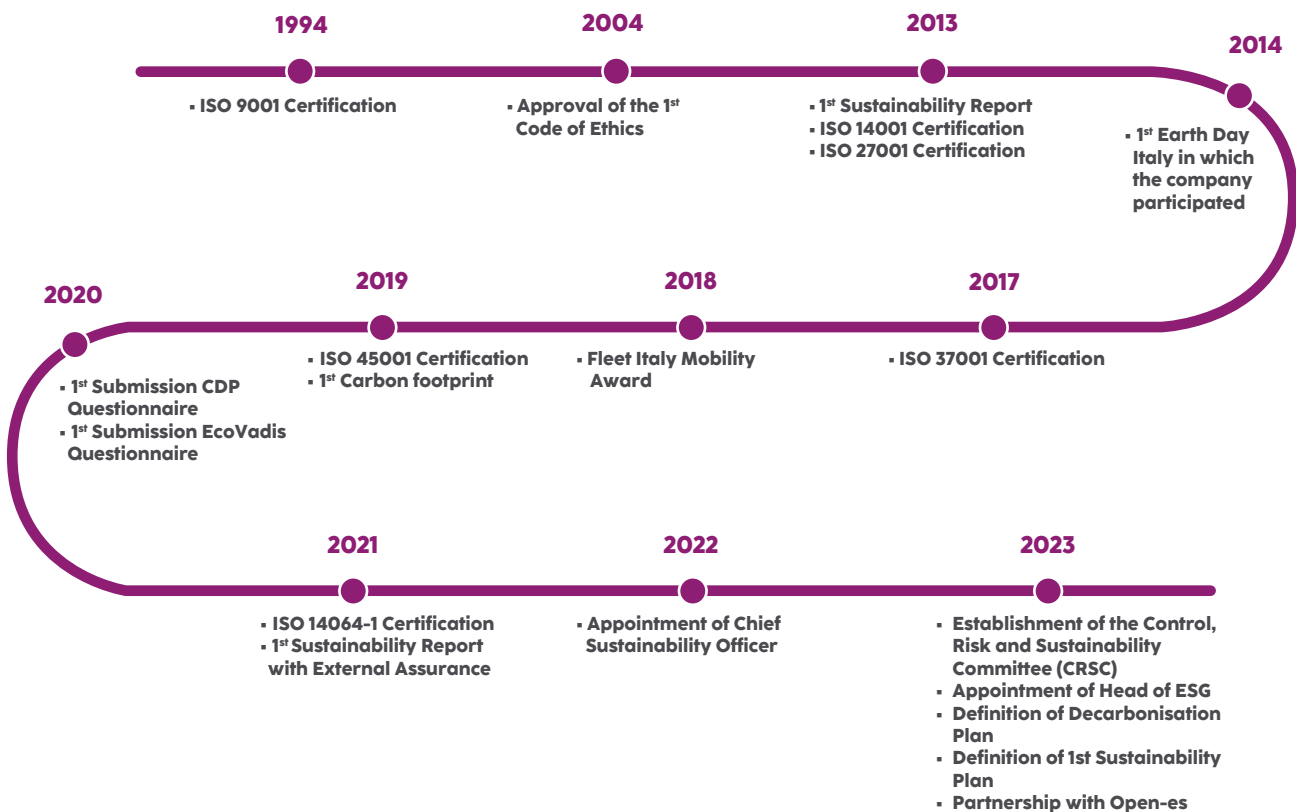 1994
▪ ISO 9001 Certification
2004
▪ Approval of the 1st
Code of Ethics
2013
▪ 1st Sustainability Report
▪ ISO 14001 Certification
▪ ISO 27001 Certification
2014
▪ 1st Earth Day
Italy in which
the company
participated
2017
▪ ISO 37001 Certification
2018
▪ Fleet Italy Mobility
Award
2019
▪ ISO 45001 Certification
▪ 1st Carbon footprint
2020
▪ 1st Submission CDP
Questionnaire
▪ 1st Submission EcoVadis
Questionnaire
2021
▪ ISO 14064-1 Certification
▪ 1st Sustainability Report
with External Assurance
2022
▪ Appointment of Chief
Sustainability Officer
2023
▪ Establishment of the Control,
Risk and Sustainability
Committee (CRSC)
▪ Appointment of Head of ESG
▪ Definition of Decarbonisation
Plan
▪ Definition of 1st Sustainability
Plan
▪ Partnership with Open-es